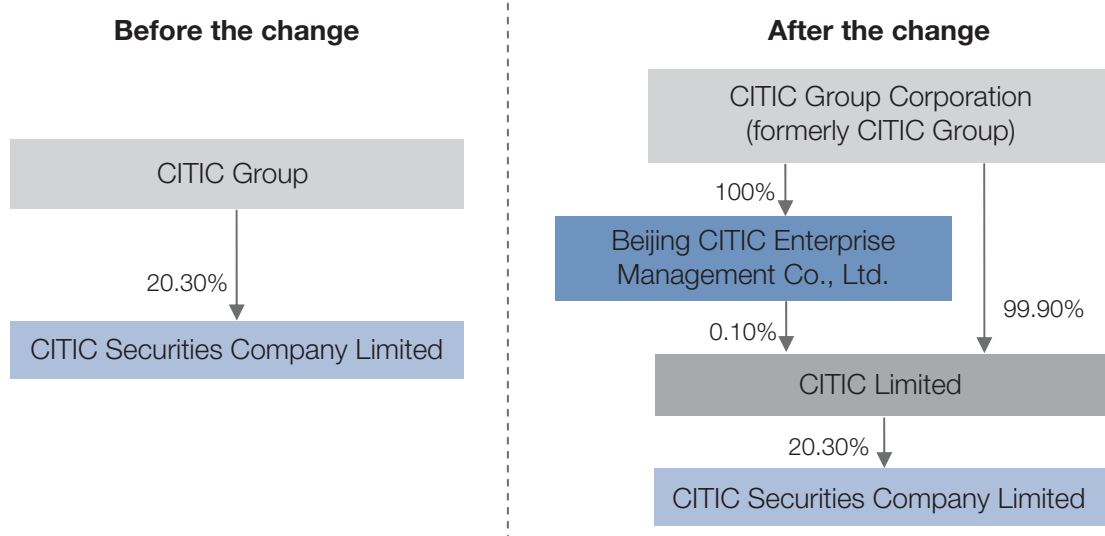 Before the change
CITIC Group
20.30%
CITIC Securities Company Limited
After the change
CITIC Group Corporation
(formerly CITIC Group)
100%
Beijing CITIC Enterprise
Management Co., Ltd.
99.90%
0.10%
CITIC Limited
20.30%
CITIC Securities Company Limited